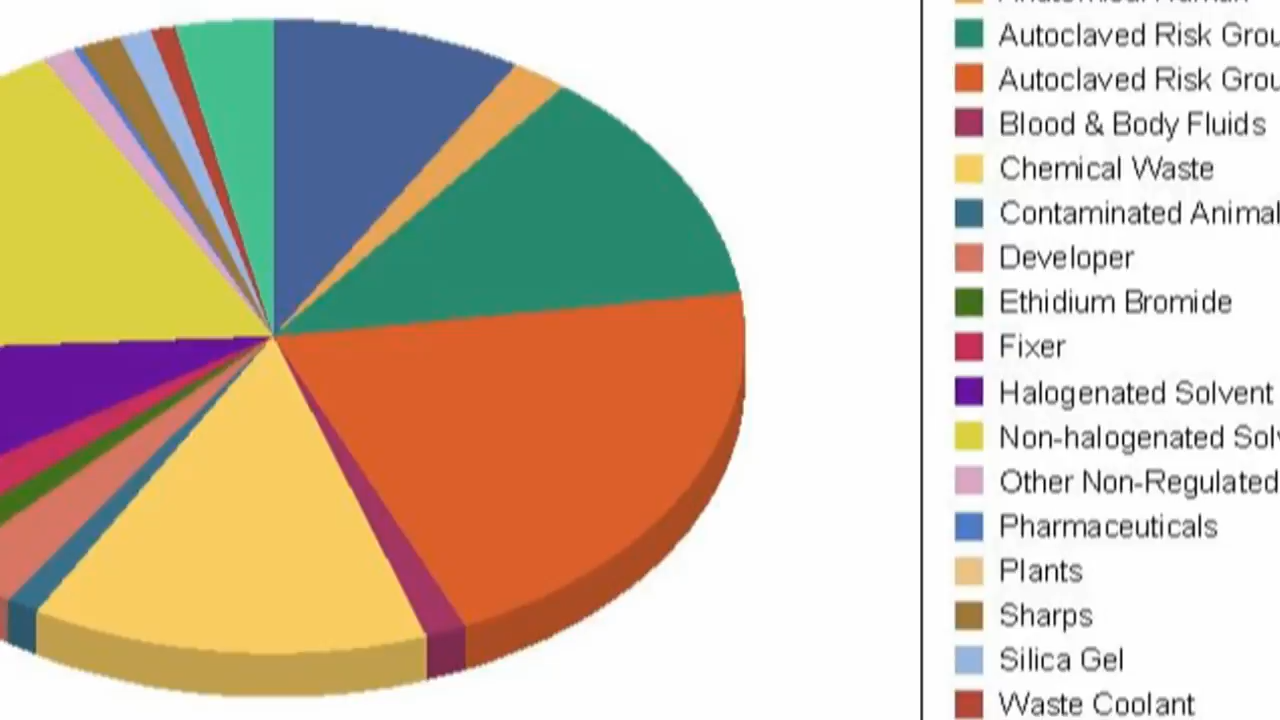 Autoclaved Risk Grou
Autoclaved Risk Grou
Blood & Body Fluids
Chemical Waste
Contaminated Animal
Developer
Ethidium Bromide
Fixer
Halogenated Solvent
Non-halogenated Solv
Other Non-Regulated
Pharmaceuticals
Plants
Sharps
Silica Gel
Waste Coolant